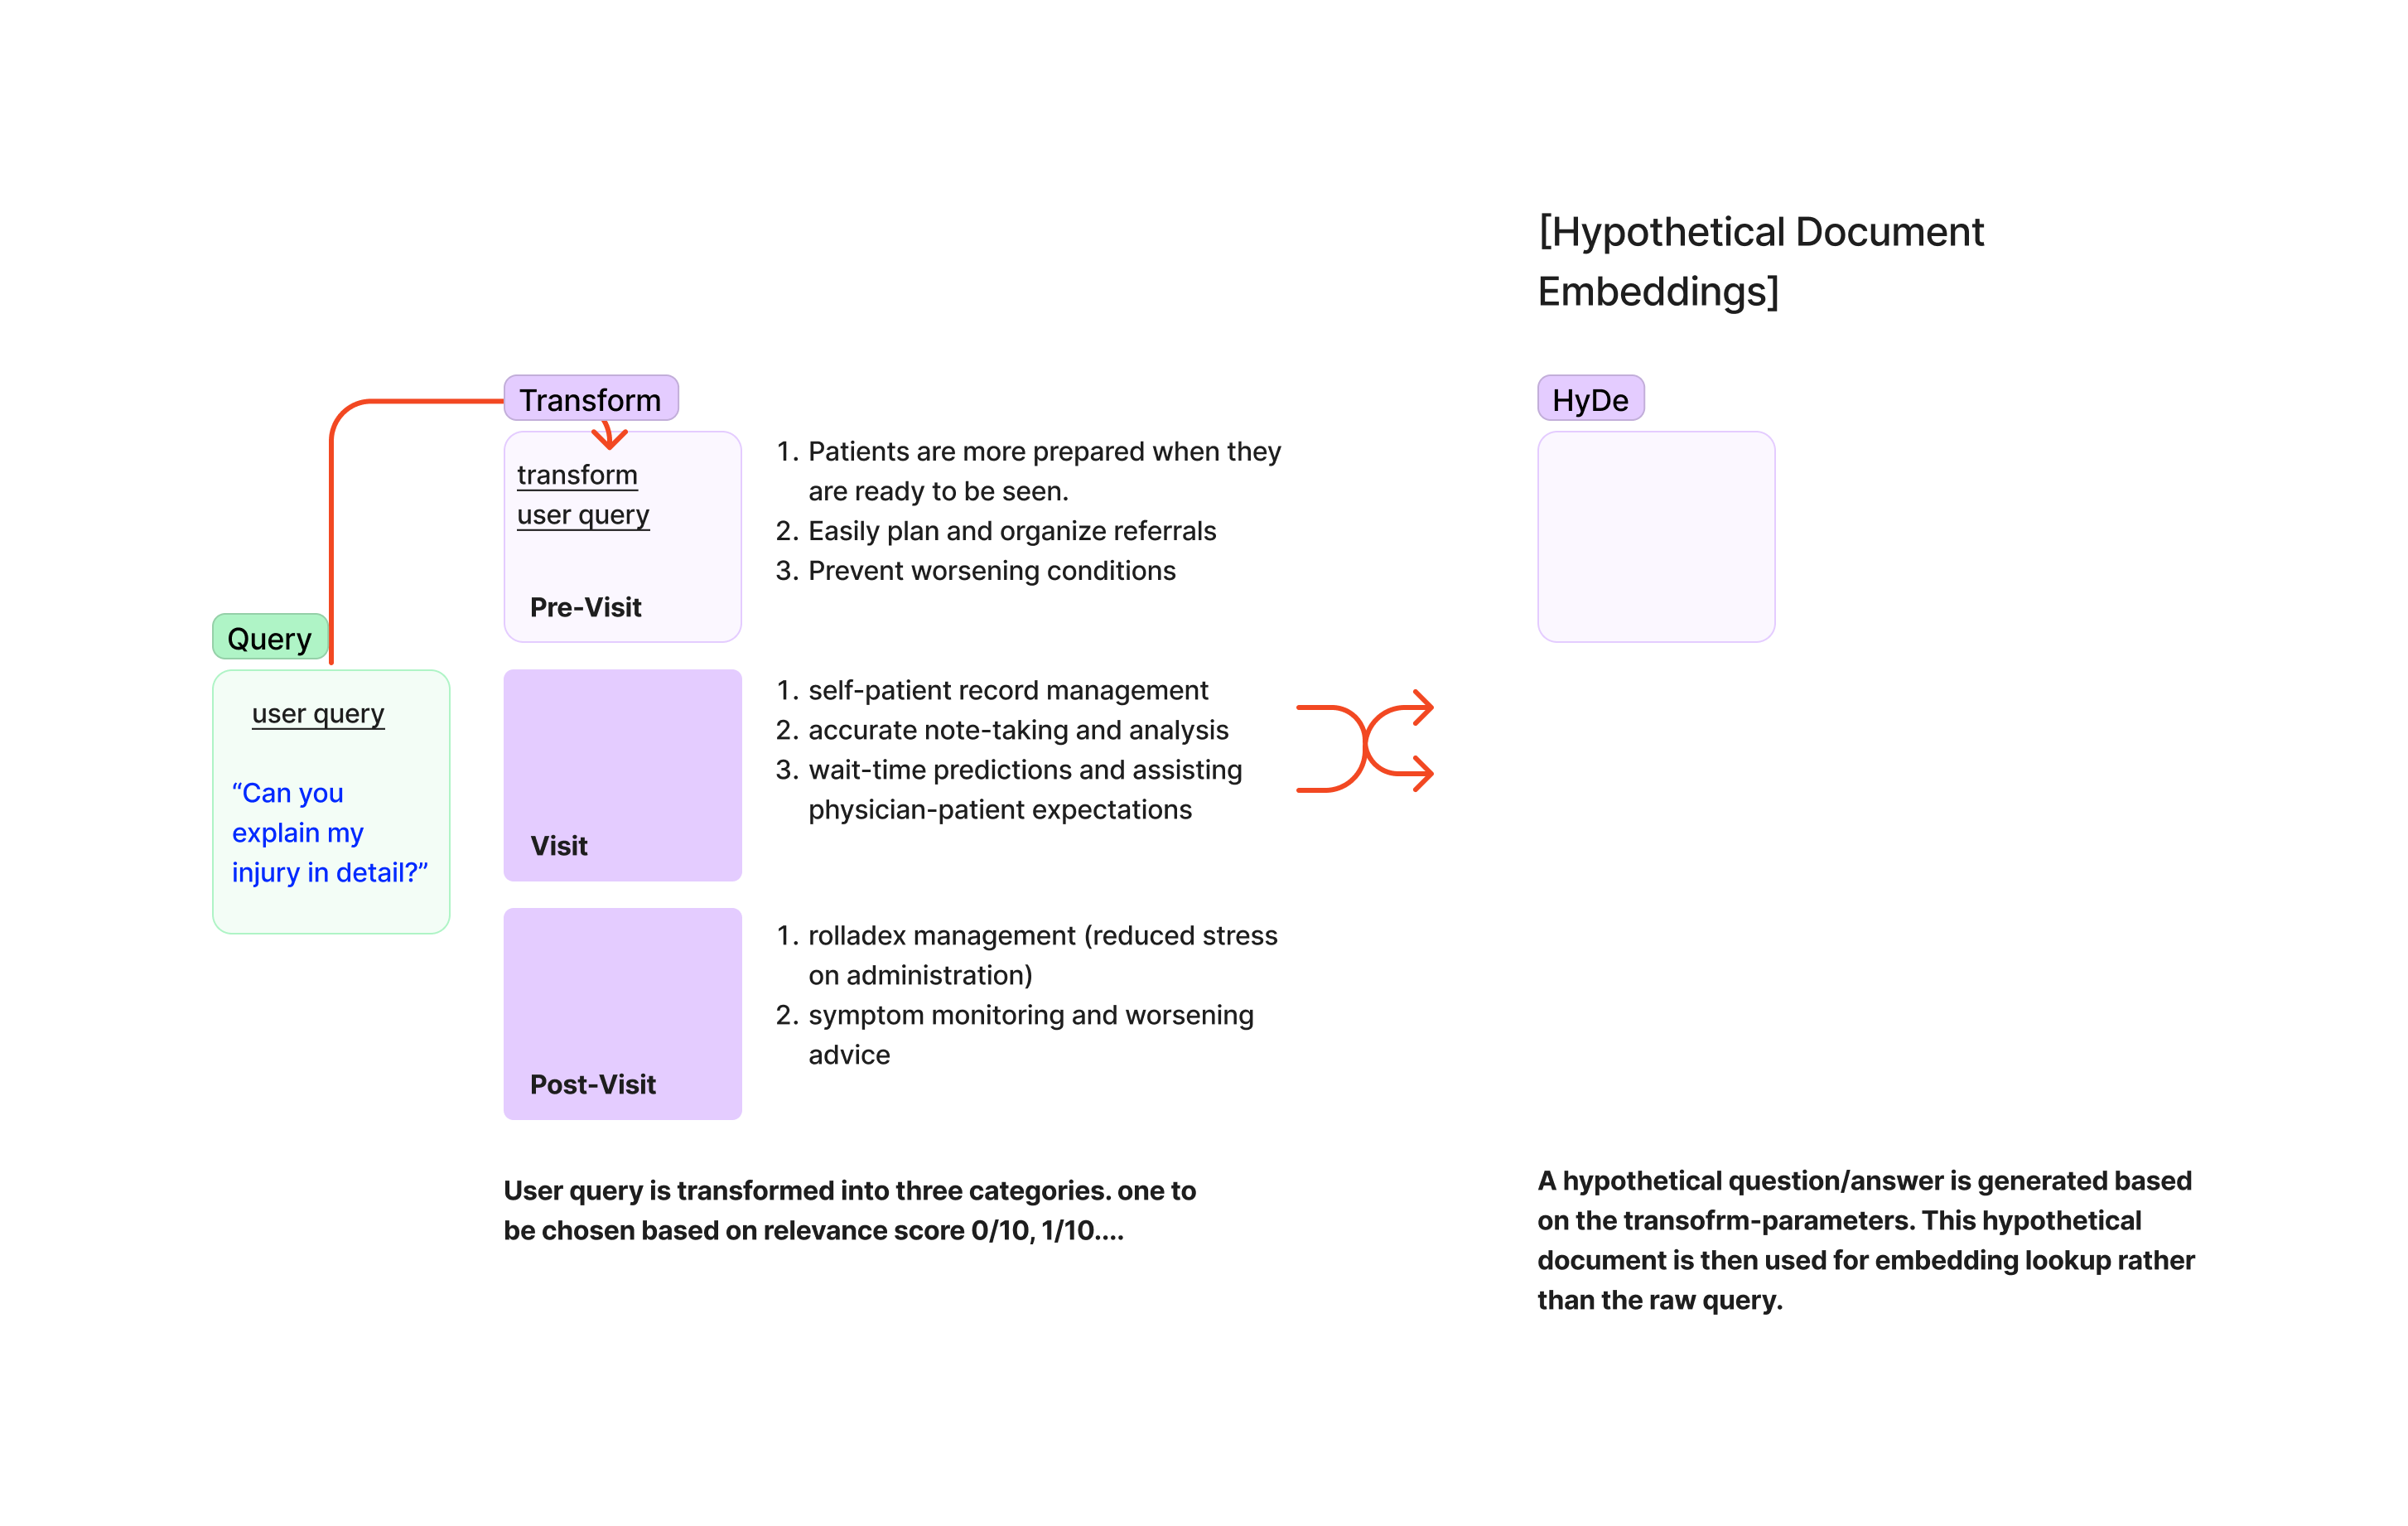 [Hypothetical Document
Embeddings]
Transform
HyDe
transform
user query
Pre-Visit
1. Patients are more prepared when they
are ready to be seen.
2. Easily plan and organize referrals
3. Prevent worsening conditions
Query
user query
“Can you
explain my
injury in detail?”
Visit
1. self-patient record management
2. accurate note-taking and analysis
3. wait-time predictions and assisting
physician-patient expectations
Post-Visit
1. rolladex management (reduced stress
on administration)
2. symptom monitoring and worsening
advice
User query is transformed into three categories. one to
be chosen based on relevance score 0/10, 1/10....
A hypothetical question/answer is generated based
on the transofrm-parameters. This hypothetical
document is then used for embedding lookup rather
than the raw query.